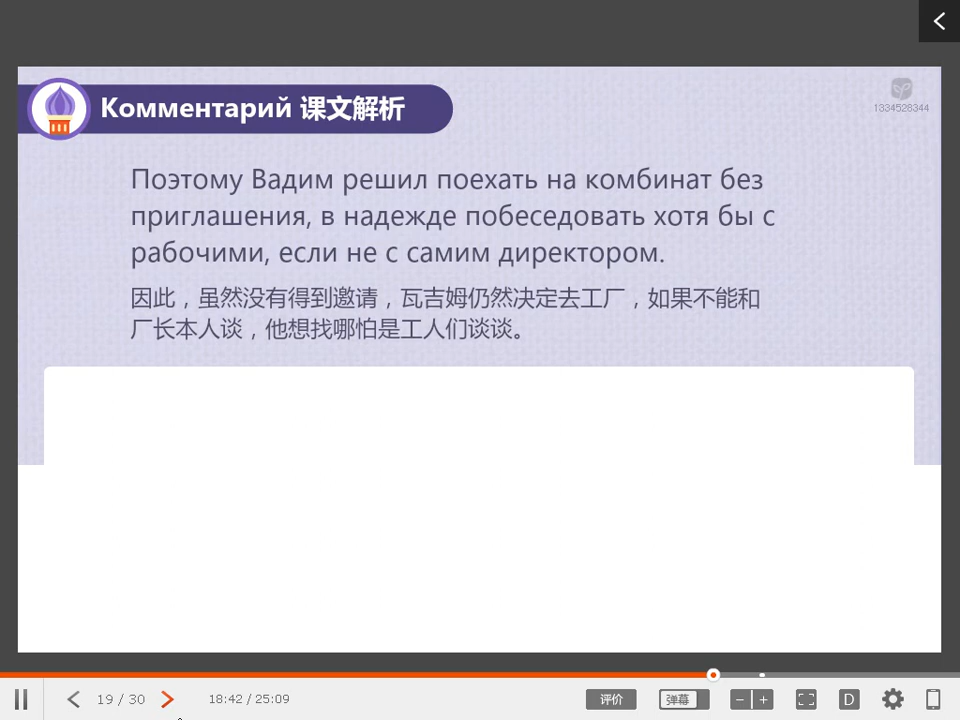 Комментарий 课文解析
1334528344
Поэтому Вадим решил поехать на комбинат без
приглашения, в надежде побеседовать хотя бы с
рабочими, если не с самим директором.
因此，虽然没有得到邀请，瓦吉姆仍然决定去工厂，如果不能和
厂长本人谈，他想找哪怕是工人们谈谈。
19 / 30
18:42 / 25:09
评价
弹幕
D